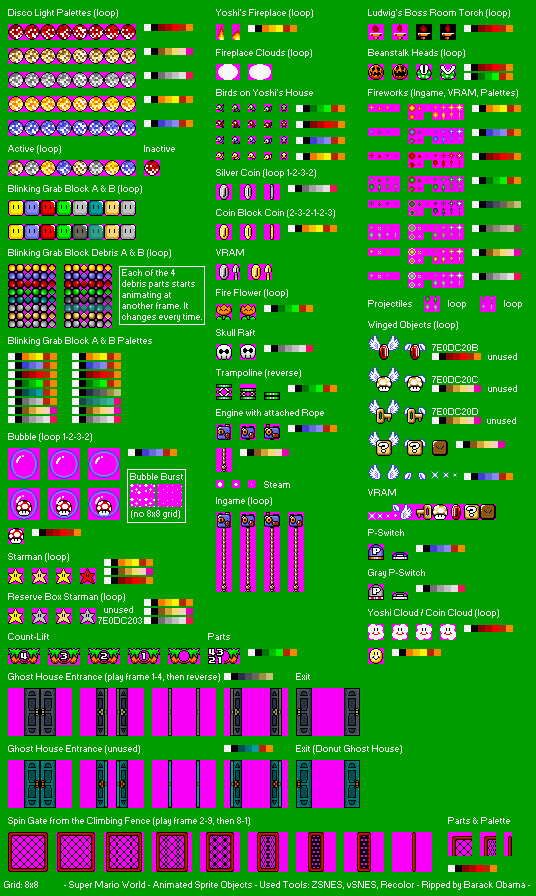 Disco Light Palettes (loop)
Active (loop)
Inactive
Blinking Grab Block A & B (loop)
Blinking Grab Block Debris A & B (loop)
Each of the 4
debris parts starts
animating at
another frame. It
changes every time.
Blinking Grab Block A & B Palettes
Bubble (loop 1-2-3-2)
Bubble Burst
(no 8x8 grid)
Starman (loop)
Reserve Box Starman (loop)
unused
7E0DC203
Count-Lift
Parts
4 3 2 1
43
21
Yoshi's Fireplace (loop)
Fireplace Clouds (loop)
Birds on Yoshi's House
Silver Coin (loop 1-2-3-2)
Coin Block Coin (2-3-2-1-2-3)
VRAM
Fire Flower (loop)
Skull Raft
Trampoline (reverse)
Engine with attached Rope
Steam
Ingame (loop)
Ludwig's Boss Room Torch (loop)
Beanstalk Heads (loop)
Fireworks (Ingame, VRAM, Palettes)
Projectiles
loop
loop
Winged Objects (loop)
7E0DC20B
unused
7E0DC20C
unused
7E0DC20D
unused
?
?
VRAM
?
P-Switch
P
Gray P-Switch
P
Yoshi Cloud / Coin Cloud (loop)
Ghost House Entrance (play frame 1-4, then reverse)
Exit
Ghost House Entrance (unused)
Exit (Donut Ghost House)
Spin Gate from the Climbing Fence (play frame 2-9, then 8-1)
Parts & Palette
Grid: 8x8
- Super Mario World - Animated Sprite Objects - Used Tools: ZSNES, vSNES, Recolor - Ripped by Barack Obama -